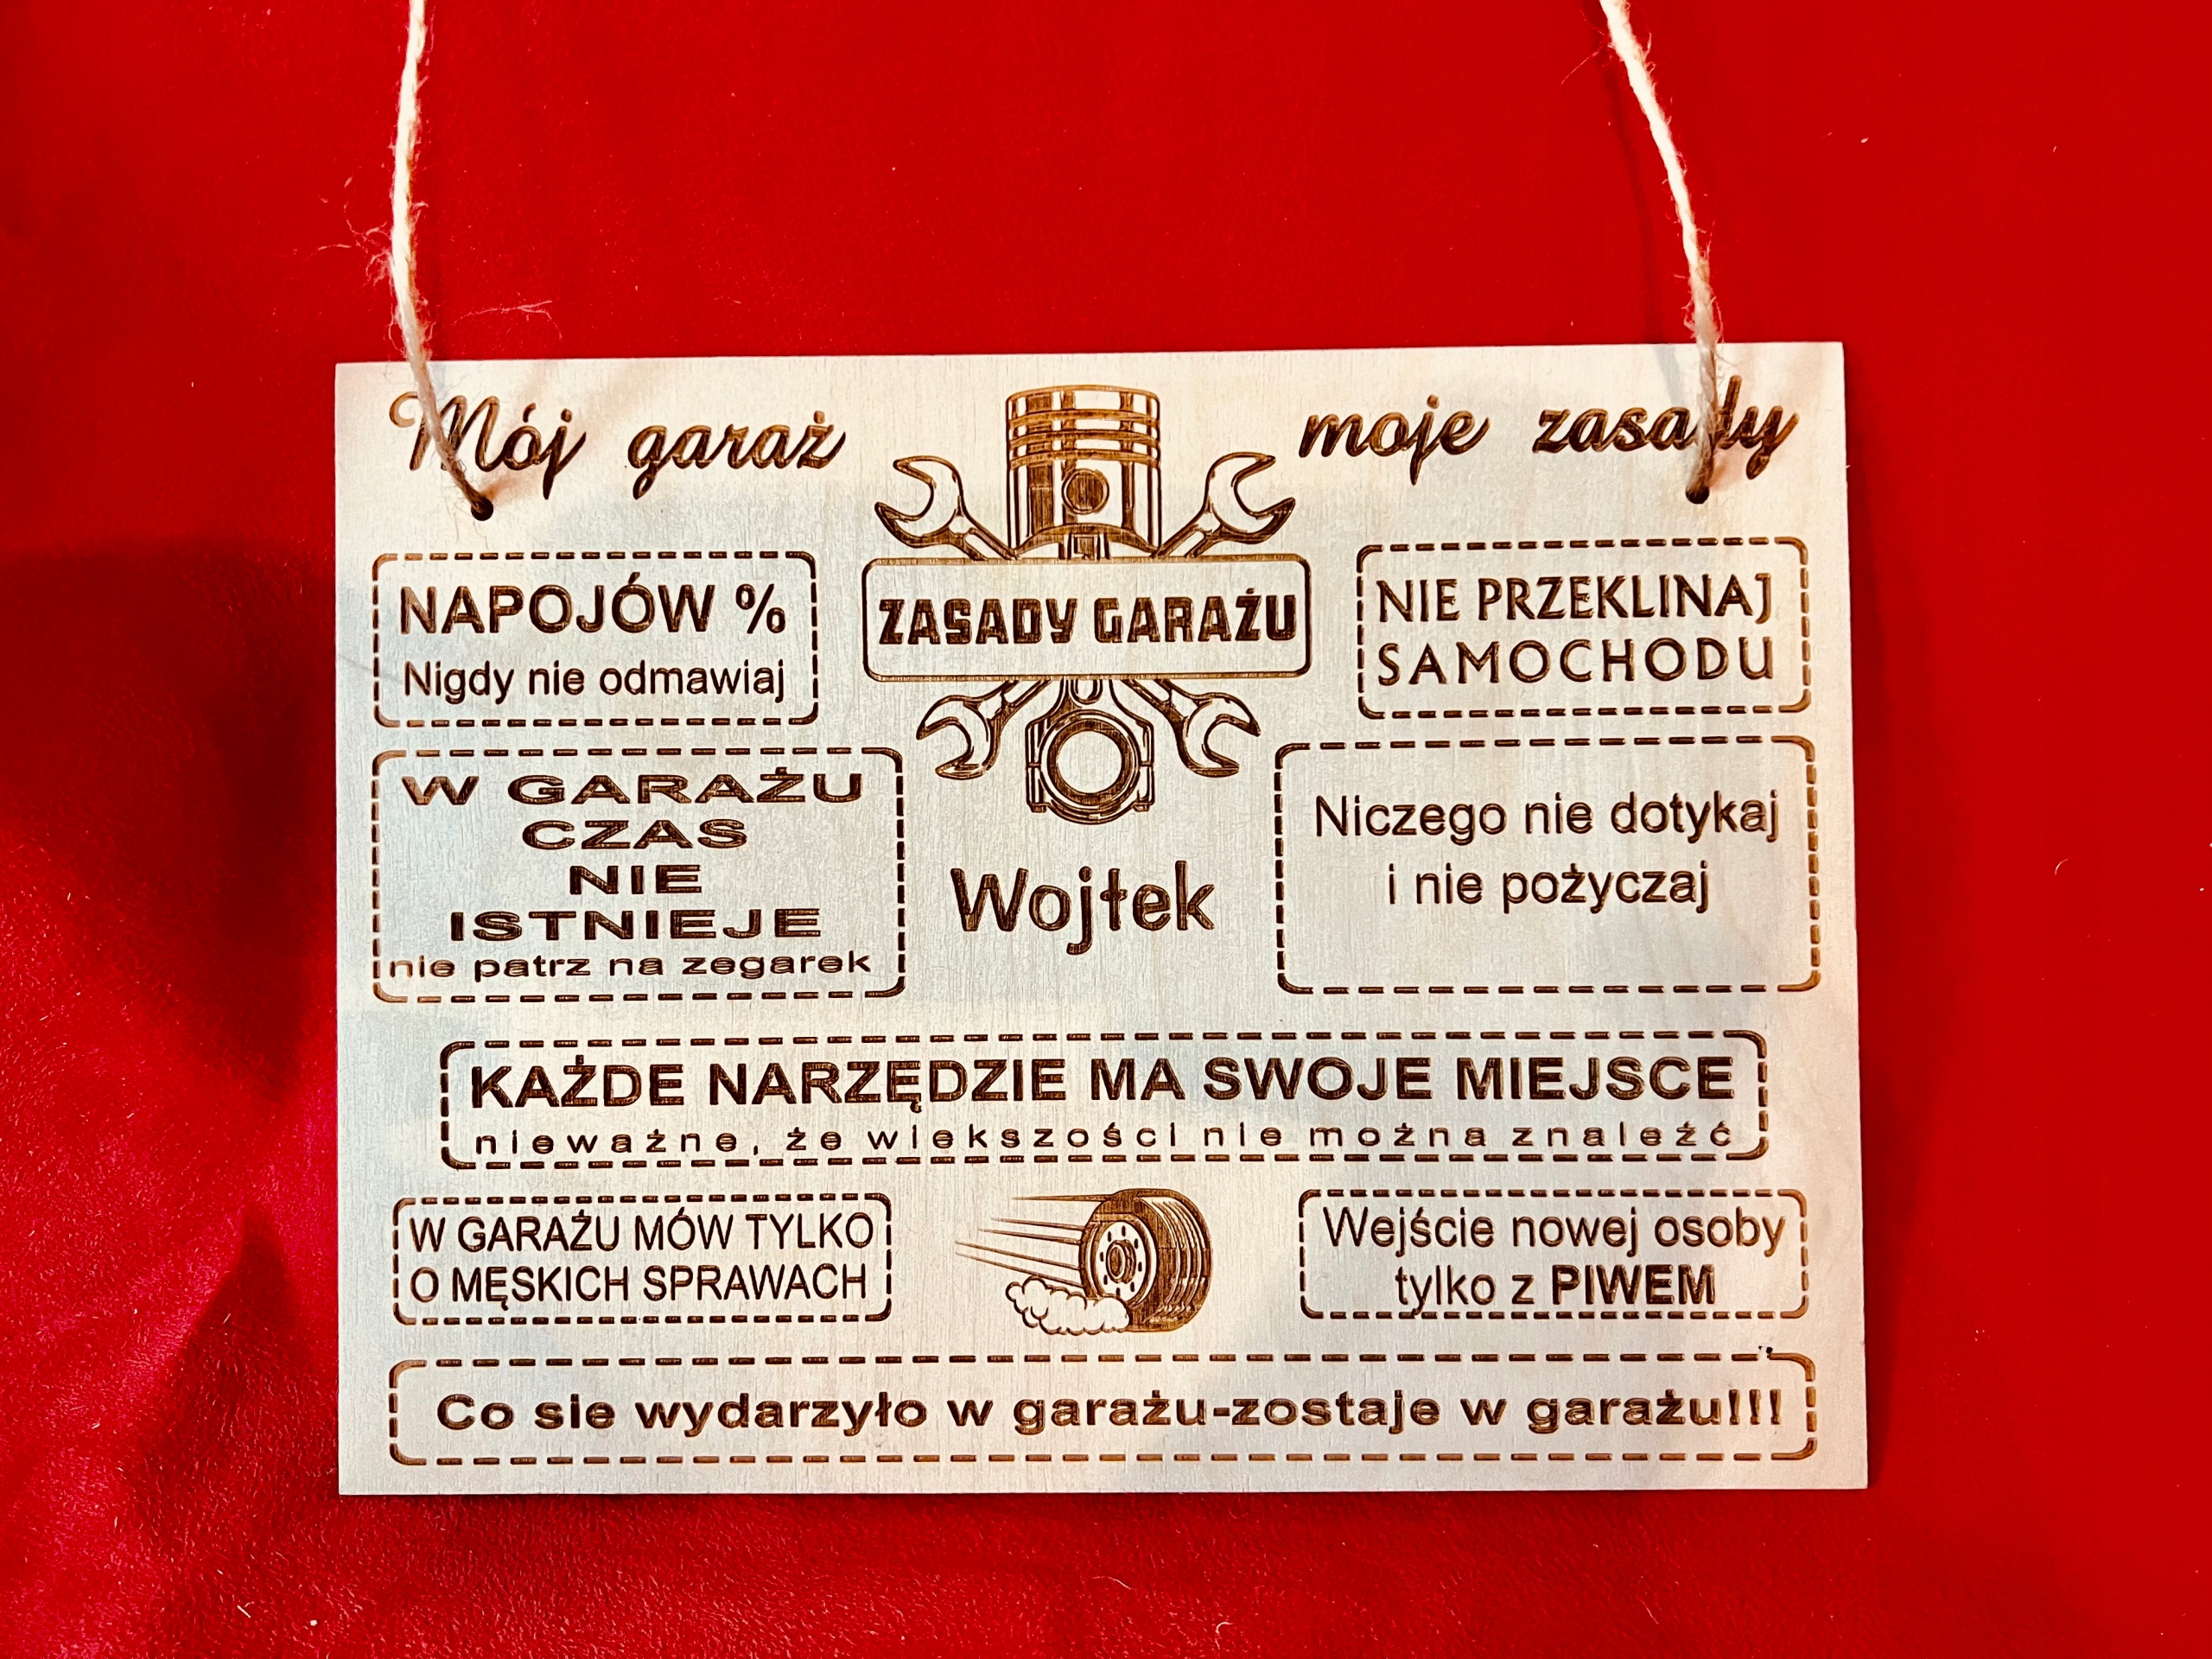 Mój garaż
moje zasady
ZASADY GARAŻU
Wojtek
NAPOJÓW %
Nigdy nie odmawiaj
NIE PRZEKLINAJ
SAMOCHODU
W GARAŻU
CZAS
NIE
ISTNIEJE
nie patrz na zegarek
Niczego nie dotykaj
i nie pożyczaj
KAŻDE NARZĘDZIE MA SWOJE MIEJSCE
nieważne, że wiekszości nie można znaleźć
W GARAŻU MÓW TYLKO
O MĘSKICH SPRAWACH
Wejście nowej osoby
tylko z PIWEM
Co sie wydarzyło w garażu-zostaje w garażu!!!